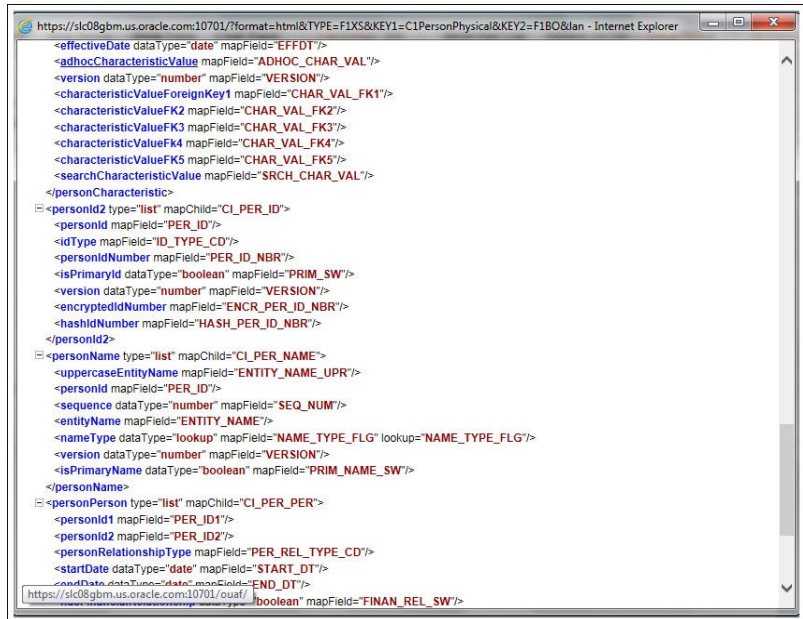 https://slc08gbm.us.oracle.com:10701/?format=html&TYPE=F1XS&KEY1=C1PersonPhysical&KEY2=F1BO&lan - Internet Explorer
<effectiveDate dataType="date" mapField="EFFDT"/>
<adhocCharacteristicValue mapField="ADHOC_CHAR_VAL"/>
<version dataType="number" mapField="VERSION"/>
<characteristicValueForeignKey1 mapField="CHAR_VAL_FK1"/>
<characteristicValueFK2 mapField="CHAR_VAL_FK2"/>
<characteristicValueFK3 mapField="CHAR_VAL_FK3"/>
<characteristicValueFk4 mapField="CHAR_VAL_FK4"/>
<characteristicValueFK5 mapField="CHAR_VAL_FK5"/>
<searchCharacteristicValue mapField="SRCH_CHAR_VAL"/>
</personCharacteristic>
<personId2 type="list" mapChild="CI_PER_ID">
<personId mapField="PER_ID"/>
<idType mapField="ID_TYPE_CD"/>
<personIdNumber mapField="PER_ID_NBR"/>
<isPrimaryId dataType="boolean" mapField="PRIM_SW"/>
<version dataType="number" mapField="VERSION"/>
<encryptedIdNumber mapField="ENCR_PER_ID_NBR"/>
<hashIdNumber mapField="HASH_PER_ID_NBR"/>
</personId2>
<personName type="list" mapChild="CI_PER_NAME">
<uppercaseEntityName mapField="ENTITY_NAME_UPR"/>
<personId mapField="PER_ID"/>
<sequence dataType="number" mapField="SEQ_NUM"/>
<entityName mapField="ENTITY_NAME"/>
<nameType dataType="lookup" mapField="NAME_TYPE_FLG" lookup="NAME_TYPE_FLG"/>
<version dataType="number" mapField="VERSION"/>
<isPrimaryName dataType="boolean" mapField="PRIM_NAME_SW"/>
</personName>
<personPerson type="list" mapChild="CI_PER_PER">
<personId1 mapField="PER_ID1"/>
<personId2 mapField="PER_ID2"/>
<personRelationshipType mapField="PER_REL_TYPE_CD"/>
<startDate dataType="date" mapField="START_DT"/>
<endDate dataType="date" mapField="END_DT"/>
https://slc08gbm.us.oracle.com:10701/ouaf/ "boolean" mapField="FINAN_REL_SW"/>